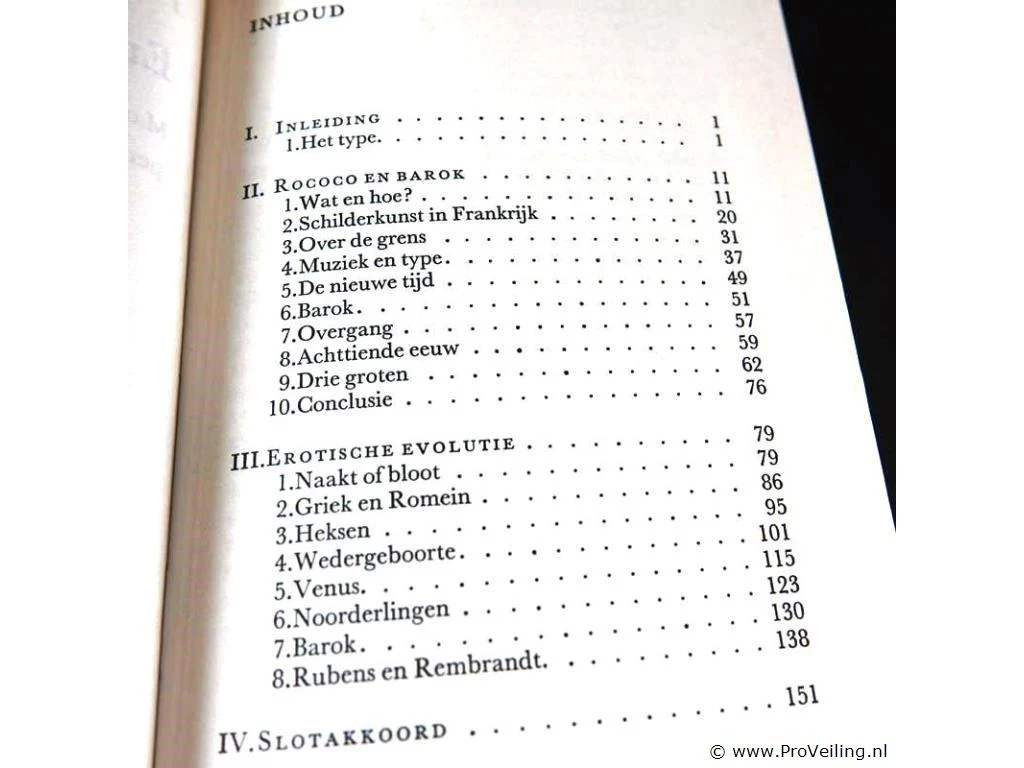 INHOUD
I. INLEIDING . . . . . . . . . . . . . . . 1
1.Het type. . . . . . . . . . . . . . . . 1
II. ROCOCO EN BAROK . . . . . . . . . . . 11
1.Wat en hoe? . . . . . . . . . . . . . . 11
2.Schilderkunst in Frankrijk . . . . . . . . 20
3.Over de grens . . . . . . . . . . . . . 31
4.Muziek en type. . . . . . . . . . . . . 37
5.De nieuwe tijd . . . . . . . . . . . . . 49
6.Barok. . . . . . . . . . . . . . . . . . 51
7.Overgang . . . . . . . . . . . . . . . 57
8.Achttiende eeuw . . . . . . . . . . . . 59
9.Drie groten . . . . . . . . . . . . . . 62
10.Conclusie . . . . . . . . . . . . . . . 76
III.EROTISCHE EVOLUTIE . . . . . . . . . . 79
1.Naakt of bloot . . . . . . . . . . . . . 79
2.Griek en Romein . . . . . . . . . . . . 86
3.Heksen . . . . . . . . . . . . . . . . 95
4.Wedergeboorte. . . . . . . . . . . . . 101
5.Venus. . . . . . . . . . . . . . . . . 115
6.Noorderlingen . . . . . . . . . . . . . 123
7.Barok. . . . . . . . . . . . . . . . . 130
8.Rubens en Rembrandt. . . . . . . . . . 138
IV.SLOTAKKOORD . . . . . . . . . . . . . 151
© www.ProVeiling.nl